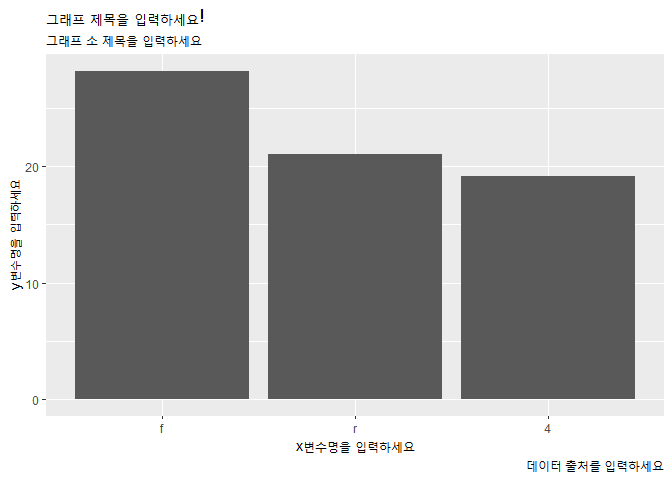 그래프 제목을 입력하세요!
그래프 소 제목을 입력하세요
y변수명을 입력하세요
20
10
0
f r 4
x변수명을 입력하세요
데이터 출처를 입력하세요